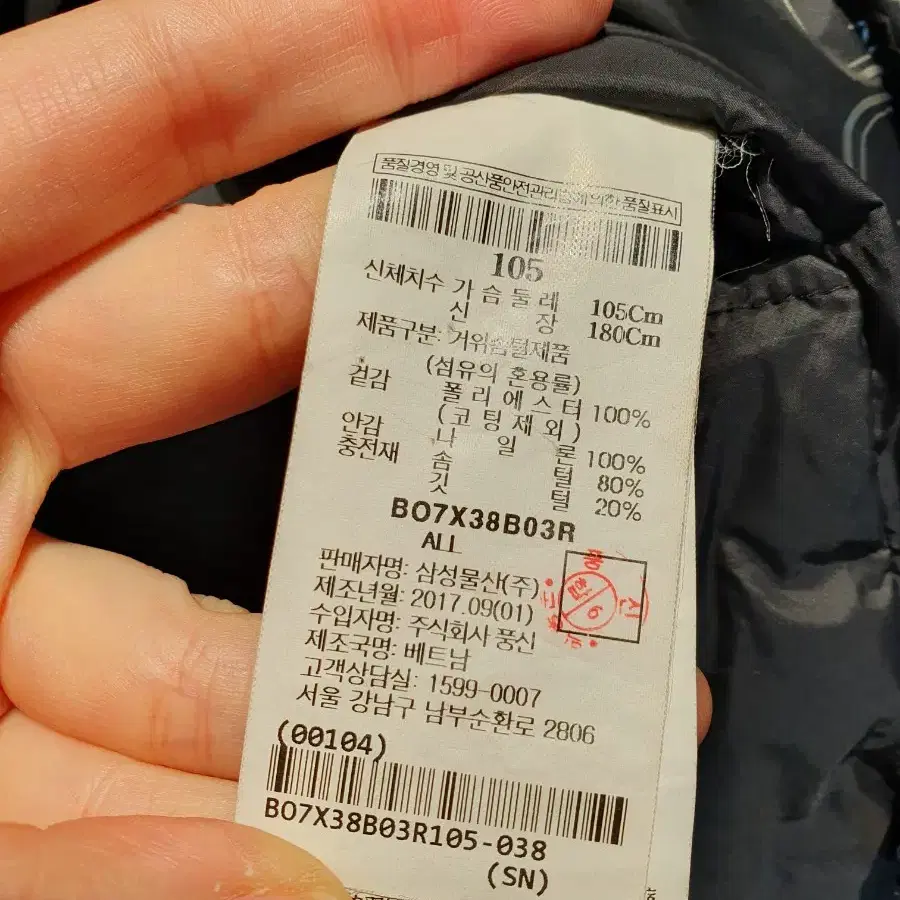 품질경영 및 공산품안전관리법에 의한 품질표시
105
신체치수 가슴둘레 105Cm
신장 180Cm
제품구분: 거위솜털제품
(섬유의 혼용률)
겉감 폴리에스터 100%
(코팅제외)
안감 나일론 100%
충전재 솜털 80%
깃털 20%
BO7X38B03R
ALL
판매자명: 삼성물산(주)
제조년월: 2017.09(01)
수입자명: 주식회사 풍신
제조국명: 베트남
고객상담실: 1599-0007
서울 강남구 남부순환로 2806
(00104)
BO7X38B03R105-038
(SN)